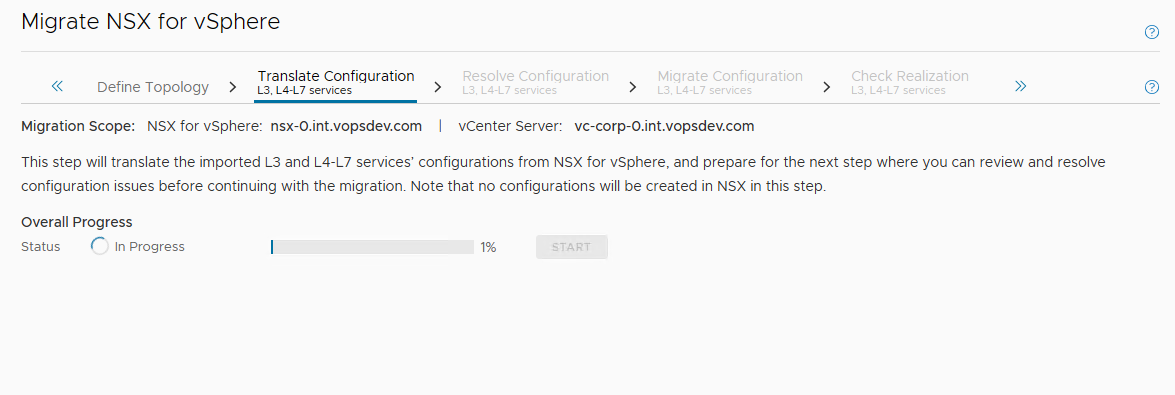 Migrate NSX for vSphere
Define Topology
Translate Configuration
L3, L4-L7 services
Resolve Configuration
L3, L4-L7 services
Migrate Configuration
L3, L4-L7 services
Check Realization
L3, L4-L7 services
Migration Scope: NSX for vSphere: nsx-0.int.vopsdev.com | vCenter Server: vc-corp-0.int.vopsdev.com
This step will translate the imported L3 and L4-L7 services’ configurations from NSX for vSphere, and prepare for the next step where you can review and resolve
configuration issues before continuing with the migration. Note that no configurations will be created in NSX in this step.
Overall Progress
Status In Progress 1% START